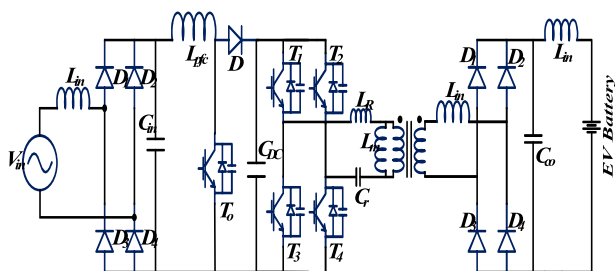 L_pfc
D
T_1
T_2
L_in
L_in
D_1
D_2
L_R
L_in
D_1
D_2
C_in
L_m
V_in
C_DC
C_o
EV Battery
T_o
C_r
D_3
D_4
T_3
T_4
D_3
D_4